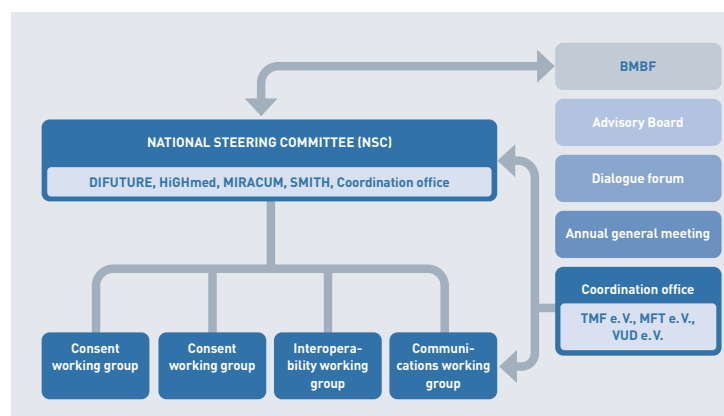 BMBF
NATIONAL STEERING COMMITTEE (NSC)
DIFUTURE, HiGHmed, MIRACUM, SMITH, Coordination office
Advisory Board
Dialogue forum
Annual general meeting
Coordination office
TMF e. V., MFT e. V.,
VUD e. V.
Consent
working group
Consent
working group
Interopera-
bility working
group
Communi-
cations working
group